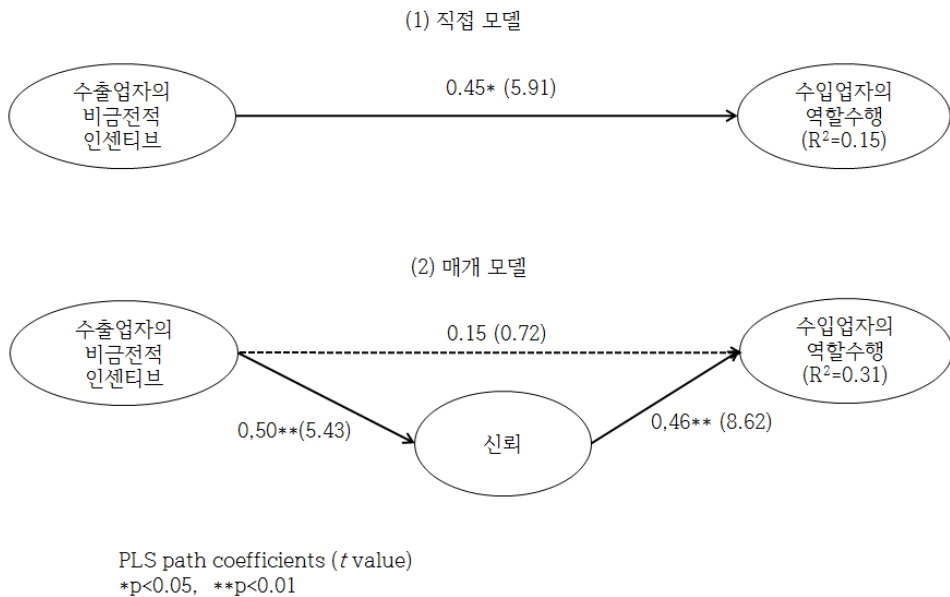 (1) 직접 모델
수출업자의
비금전적
인센티브
0.45* (5.91)
수입업자의
역할수행
(R²=0.15)
(2) 매개 모델
수출업자의
비금전적
인센티브
0.15 (0.72)
수입업자의
역할수행
(R²=0.31)
0,50**(5.43)
신뢰
0,46** (8.62)
PLS path coefficients (t value)
*p<0.05, **p<0.01